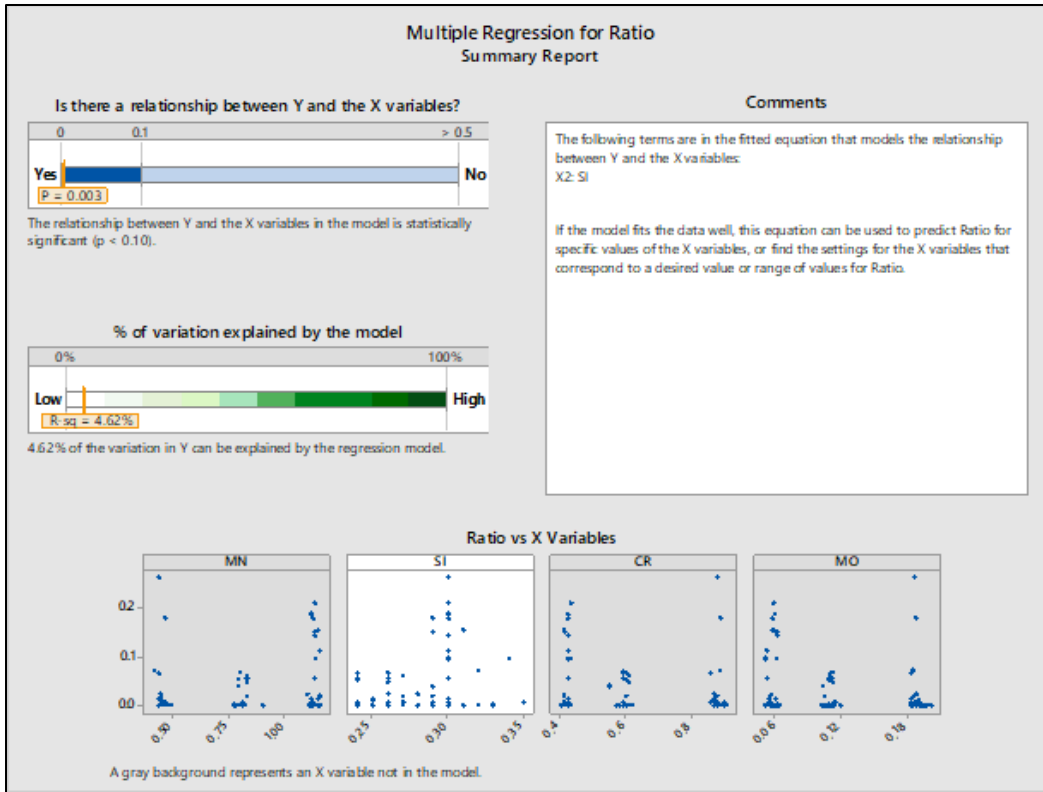 Multiple Regression for Ratio
Summary Report
Is there a relationship between Y and the X variables?
0 0.1 > 0.5
Yes No
P = 0.003
The relationship between Y and the X variables in the model is statistically
significant (p < 0.10).
% of variation explained by the model
0% 100%
Low High
R-sq = 4.62%
4.62% of the variation in Y can be explained by the regression model.
Comments
The following terms are in the fitted equation that models the relationship
between Y and the X variables:
X2: SI
If the model fits the data well, this equation can be used to predict Ratio for
specific values of the X variables, or find the settings for the X variables that
correspond to a desired value or range of values for Ratio.
Ratio vs X Variables
MN SI CR MO
0.2
0.1
0.0
0.50 0.75 1.00 0.25 0.30 0.35 0.4 0.6 0.8 0.06 0.12 0.18
A gray background represents an X variable not in the model.